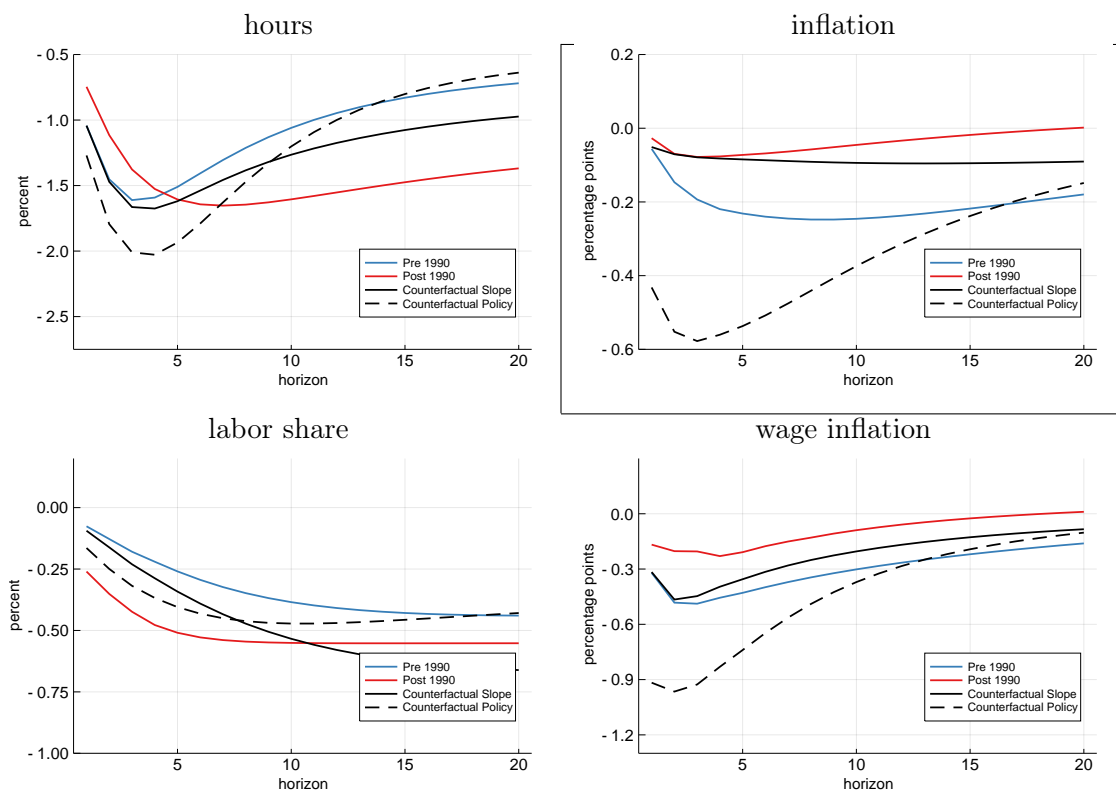 hours
- 0.5
- 1.0
- 1.5
- 2.0
- 2.5
percent
5
10
15
20
horizon
Pre 1990
Post 1990
Counterfactual Slope
Counterfactual Policy
inflation
0.2
0.0
- 0.2
- 0.4
- 0.6
percentage points
5
10
15
20
horizon
Pre 1990
Post 1990
Counterfactual Slope
Counterfactual Policy
labor share
0.00
- 0.25
- 0.50
- 0.75
- 1.00
percent
5
10
15
20
horizon
Pre 1990
Post 1990
Counterfactual Slope
Counterfactual Policy
wage inflation
0.0
- 0.3
- 0.6
- 0.9
- 1.2
percentage points
5
10
15
20
horizon
Pre 1990
Post 1990
Counterfactual Slope
Counterfactual Policy